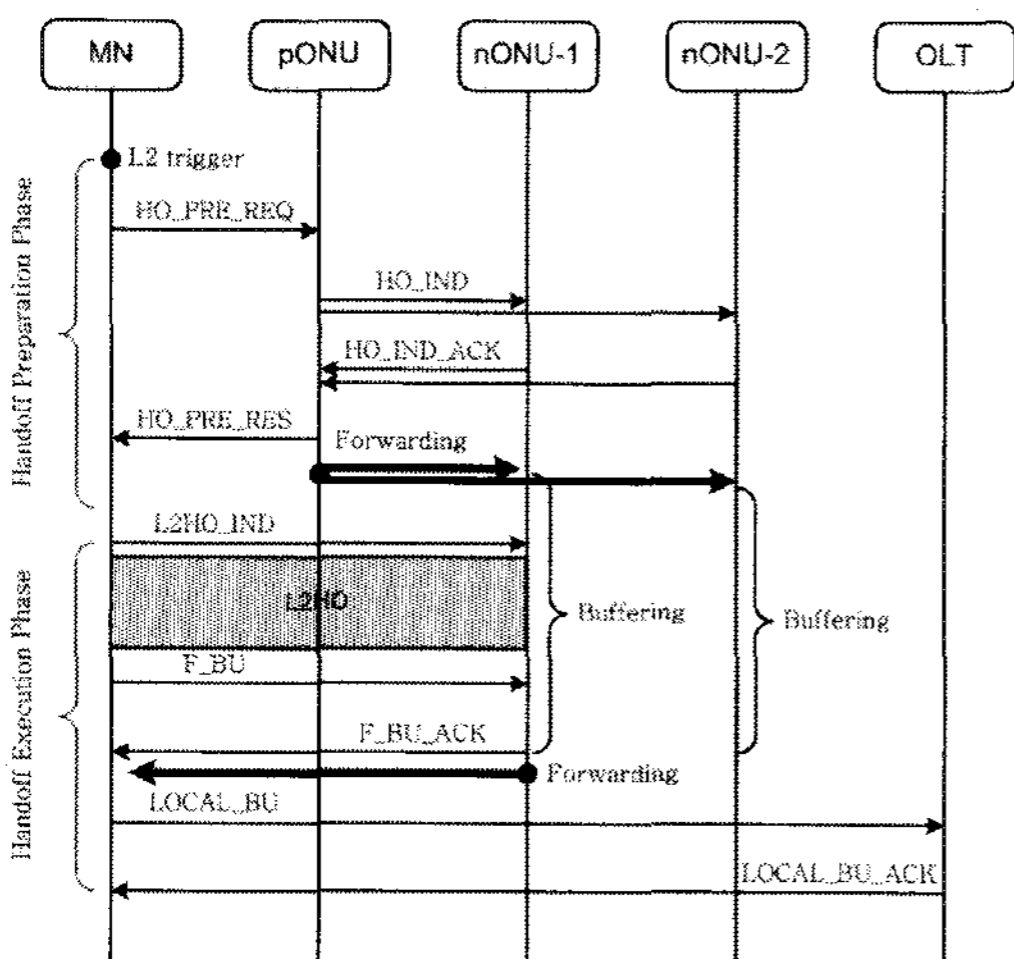 MN
pONU
nONU-1
nONU-2
OLT
L2 trigger
HO_PRE_REQ
HO_IND
HO_IND_ACK
HO_PRE_RES
Forwarding
Handoff Preparation Phase
L2HO_IND
L2HO
Buffering
Buffering
F_BU
F_BU_ACK
Forwarding
LOCAL_BU
LOCAL_BU_ACK
Handoff Execution Phase